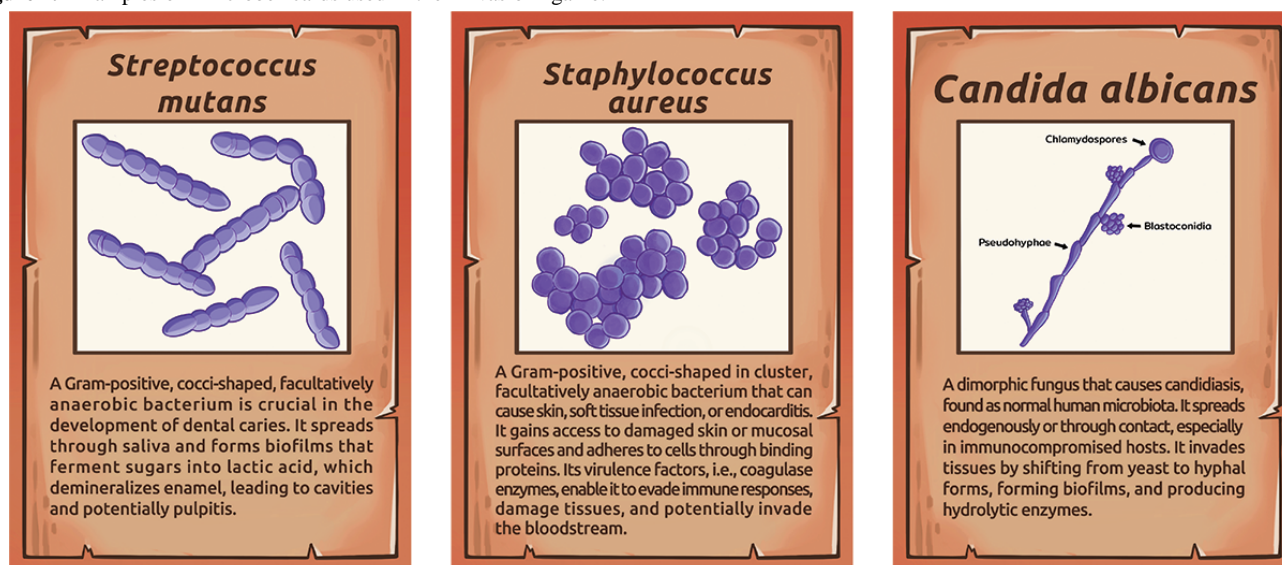 Streptococcus
mutans
A Gram-positive, cocci-shaped, facultatively
anaerobic bacterium is crucial in the
development of dental caries. It spreads
through saliva and forms biofilms that
ferment sugars into lactic acid, which
demineralizes enamel, leading to cavities
and potentially pulpitis.
Staphylococcus
aureus
A Gram-positive, cocci-shaped in cluster,
facultatively anaerobic bacterium that can
cause skin, soft tissue infection, or endocarditis.
It gains access to damaged skin or mucosal
surfaces and adheres to cells through binding
proteins. Its virulence factors, i.e., coagulase
enzymes, enable it to evade immune responses,
damage tissues, and potentially invade
the bloodstream.
Candida albicans
Chlamydospores
Blastoconidia
Pseudohyphae
A dimorphic fungus that causes candidiasis,
found as normal human microbiota. It spreads
endogenously or through contact, especially
in immunocompromised hosts. It invades
tissues by shifting from yeast to hyphal
forms, forming biofilms, and producing
hydrolytic enzymes.